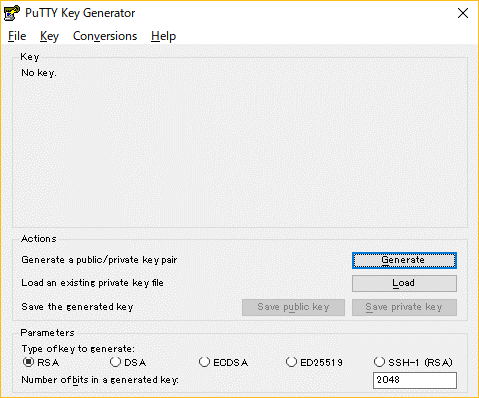 PuTTY Key Generator
File Key Conversions Help
Key
No key.
Actions
Generate a public/private key pair Generate
Load an existing private key file Load
Save the generated key Save public key Save private key
Parameters
Type of key to generate:
RSA DSA ECDSA ED25519 SSH-1 (RSA)
Number of bits in a generated key: 2048